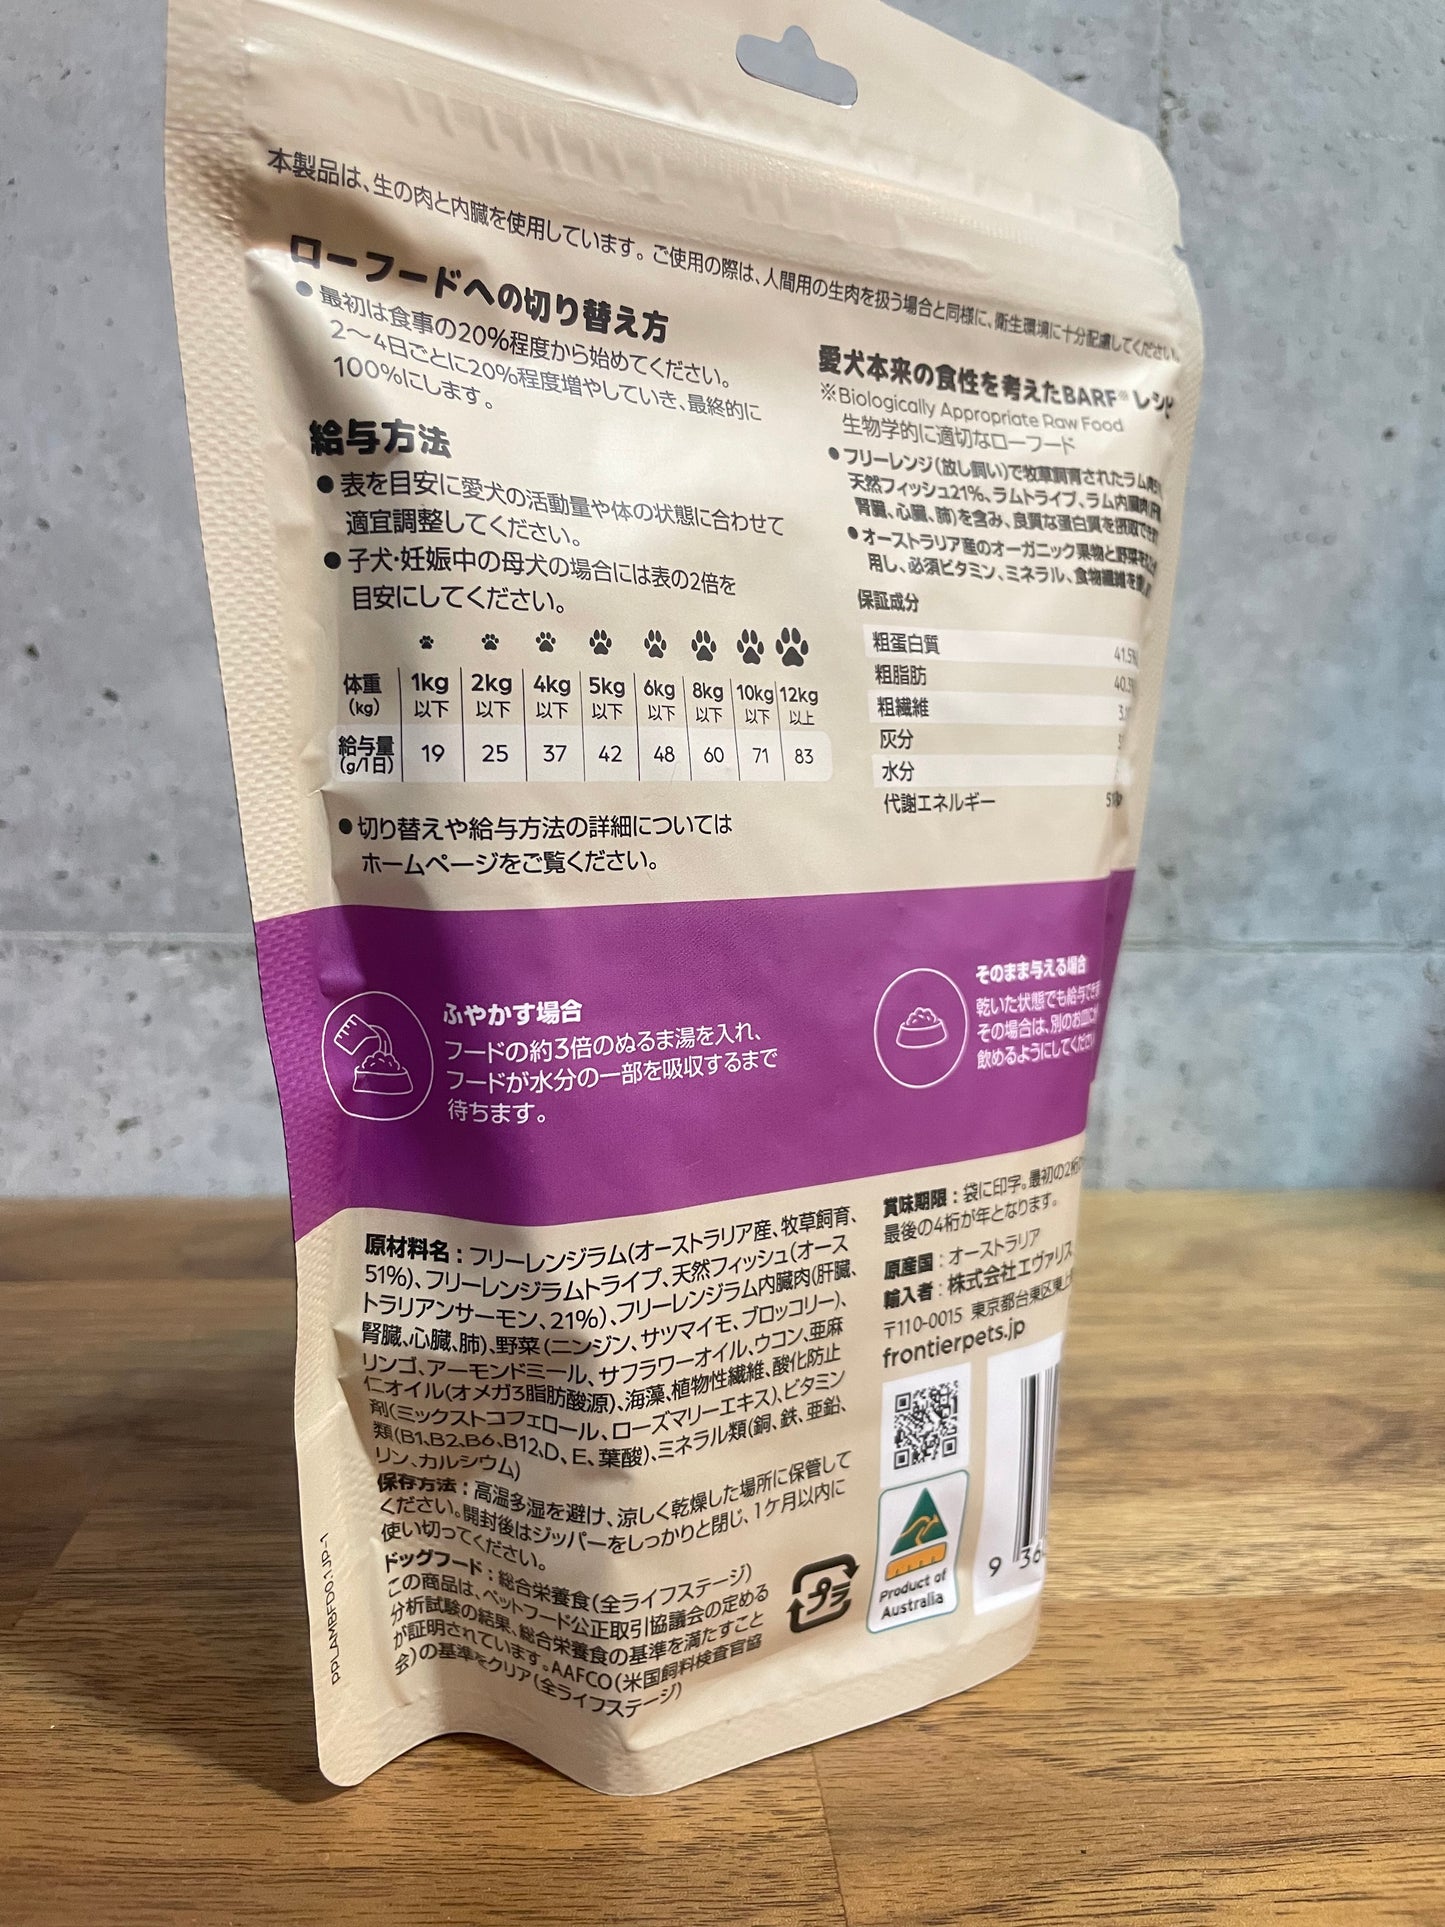 本製品は、生の肉と内臓を使用しています。ご使用の際は、人間用の生肉を扱う場合と同様に、衛生環境に十分配慮してください。
ローフードへの切り替え方
● 最初は食事の20%程度から始めてください。
2〜4日ごとに20%程度増やしていき、最終的に
100%にします。
給与方法
● 表を目安に愛犬の活動量や体の状態に合わせて
適宜調整してください。
● 子犬・妊娠中の母犬の場合には表の2倍を
目安にしてください。
体重 1kg 2kg 4kg 5kg 6kg 8kg 10kg 12kg
(kg) 以下 以下 以下 以下 以下 以下 以下 以上
給与量 19 25 37 42 48 60 71 83
(g/1日)
● 切り替えや給与方法の詳細については
ホームページをご覧ください。
愛犬本来の食性を考えたBARF※レシピ
※Biologically Appropriate Raw Food
生物学的に適切なローフード
● フリーレンジ(放し飼い)で牧草飼育されたラム
天然フィッシュ21%、ラムトライプ、ラム内臓肉(肝臓
腎臓、心臓、肺)を含み、良質な蛋白質を摂取でき
● オーストラリア産のオーガニック果物と野菜を
用し、必須ビタミン、ミネラル、食物繊維を
保証成分
粗蛋白質 41.5%
粗脂肪
粗繊維
灰分
水分
代謝エネルギー
ふやかす場合
フードの約3倍のぬるま湯を入れ、
フードが水分の一部を吸収するまで
待ちます。
そのまま与える場合
乾いた状態でも給与でき
その場合は、別のお皿に
飲めるようにしてください
原材料名：フリーレンジラム(オーストラリア産、牧草飼育、
51%)、フリーレンジラムトライプ、天然フィッシュ(オース
トラリアンサーモン、21%)、フリーレンジラム内臓肉(肝臓、
腎臓、心臓、肺)、野菜(ニンジン、サツマイモ、ブロッコリー)、
リンゴ、アーモンドミール、サフラワーオイル、ウコン、亜麻
仁オイル(オメガ3脂肪酸源)、海藻、植物性繊維、酸化防止
剤(ミックストコフェロール、ローズマリーエキス)、ビタミン
類(B1、B2、B6、B12、D、E、葉酸)、ミネラル類(銅、鉄、亜鉛、
リン、カルシウム)
保存方法：高温多湿を避け、涼しく乾燥した場所に保管して
ください。開封後はジッパーをしっかりと閉じ、1ケ月以内に
使い切ってください。
ドッグフード：総合栄養食(全ライフステージ)
この商品は、ペットフード公正取引協議会の定める
分析試験の結果、総合栄養食の基準を満たすこと
が証明されています。AAFCO(米国飼料検査官協
会)の基準をクリア(全ライフステージ)
賞味期限：袋に印字。最初の2桁
最後の4桁が年となります。
原産国：オーストラリア
輸入者：株式会社エヴァリス
〒110-0015 東京都台東区東上
frontierpets.jp
プラ
Product of
Australia
9 36
PPLAMBFD0.1JP-1